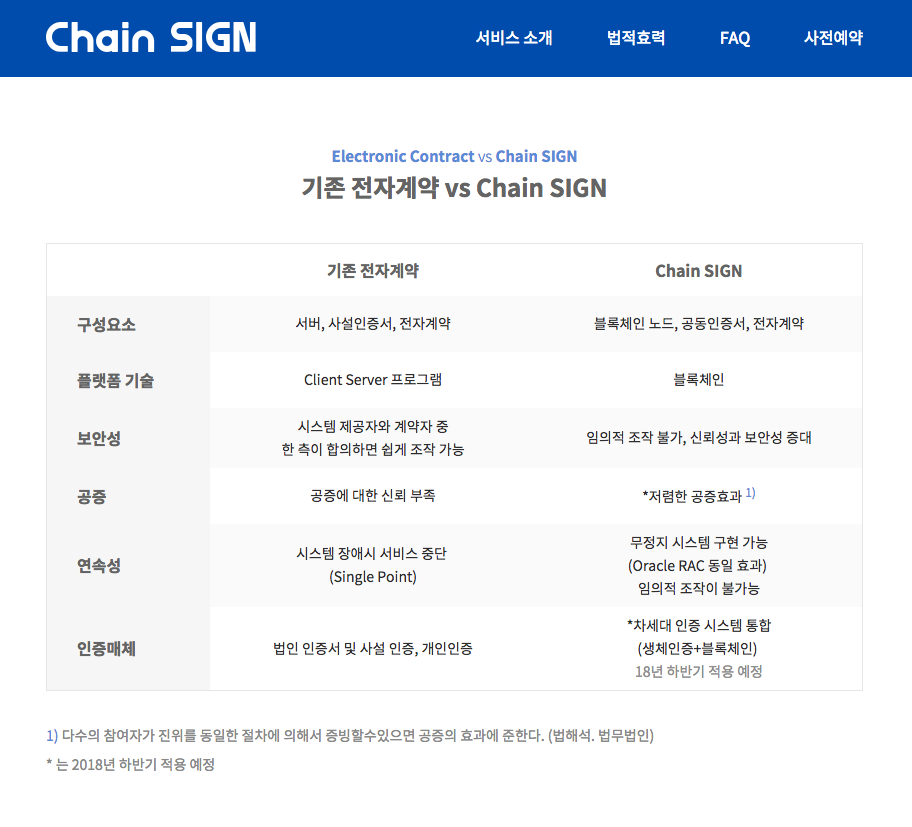 Chain SIGN
서비스 소개 법적효력 FAQ 사전예약
Electronic Contract vs Chain SIGN
기존 전자계약 vs Chain SIGN
기존 전자계약 Chain SIGN
구성요소 서버, 사설인증서, 전자계약 블록체인 노드, 공동인증서, 전자계약
플랫폼 기술 Client Server 프로그램 블록체인
보안성 시스템 제공자와 계약자 중
한 측이 합의하면 쉽게 조작 가능 임의적 조작 불가, 신뢰성과 보안성 증대
공증 공증에 대한 신뢰 부족 *저렴한 공증효과 1)
연속성 시스템 장애시 서비스 중단
(Single Point)
무정지 시스템 구현 가능
(Oracle RAC 동일 효과)
임의적 조작이 불가능
인증매체 법인 인증서 및 사설 인증, 개인인증
*차세대 인증 시스템 통합
(생체인증+블록체인)
18년 하반기 적용 예정
1) 다수의 참여자가 진위를 동일한 절차에 의해서 증빙할수있으면 공증의 효과에 준한다. (법해석. 법무법인)
* 는 2018년 하반기 적용 예정